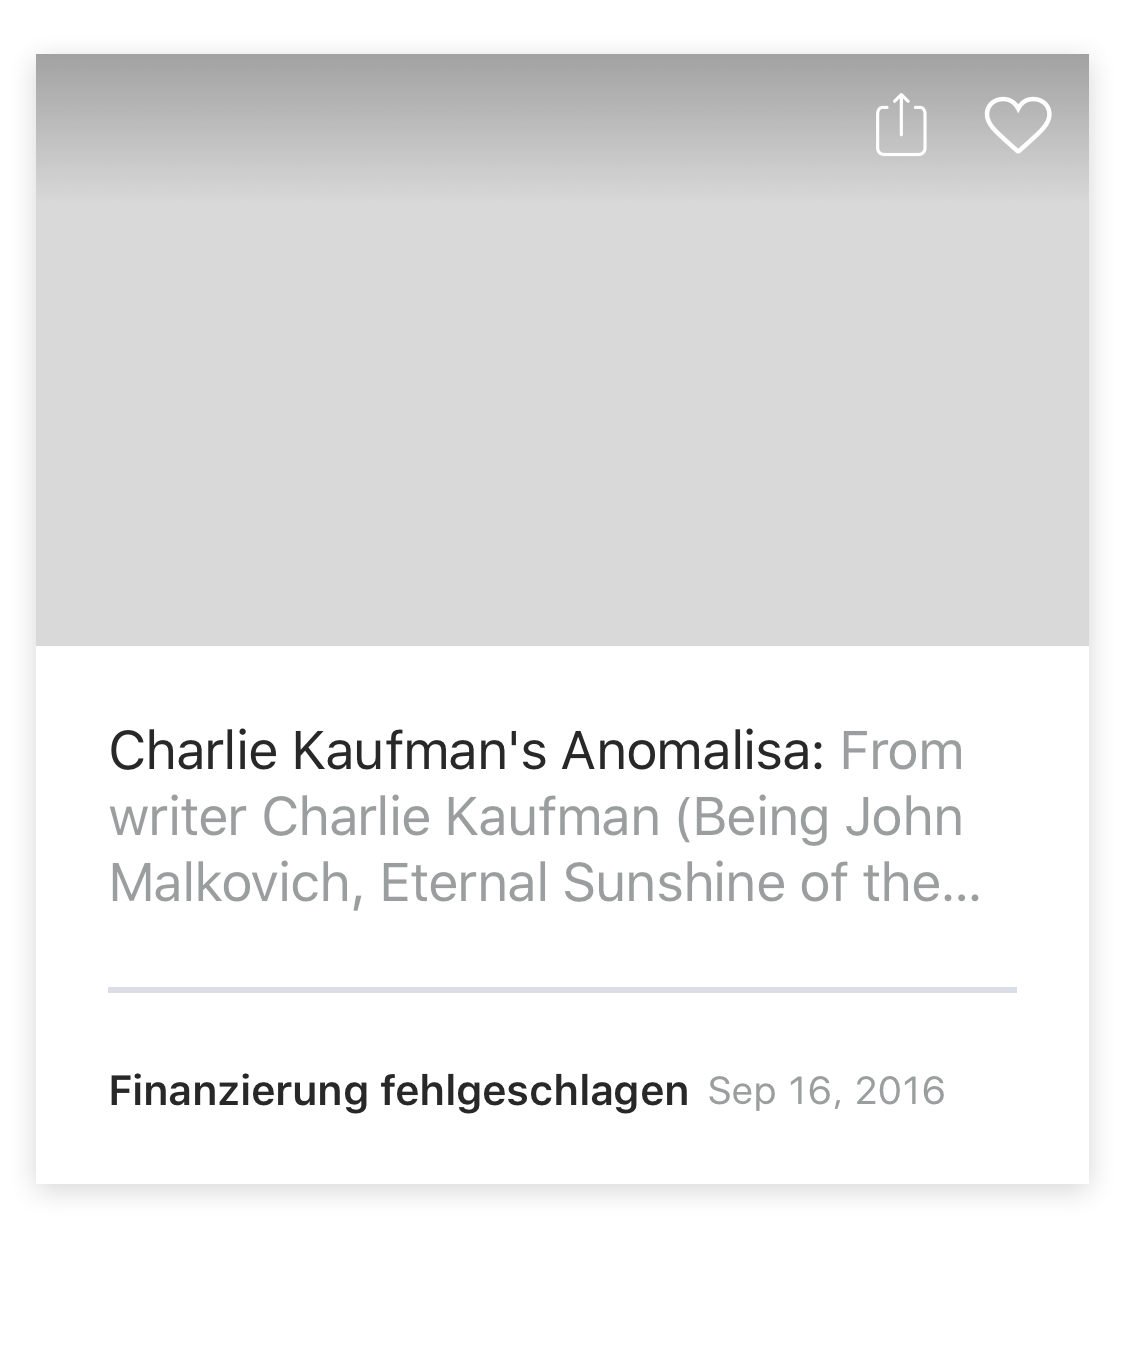 Charlie Kaufman's Anomalisa: From
writer Charlie Kaufman (Being John
Malkovich, Eternal Sunshine of the...
Finanzierung fehlgeschlagen Sep 16, 2016